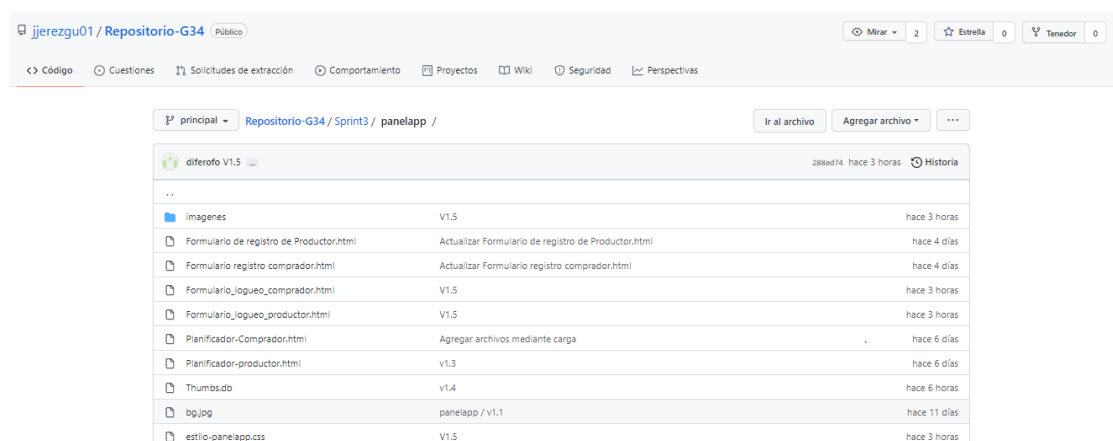 jjerezgu01 / Repositorio-G34 Público Mirar 2 Estrella 0 Tenedor 0
Código Cuestiones Solicitudes de extracción Comportamiento Proyectos Wiki Seguridad Perspectivas
principal Repositorio-G34 / Sprint3 / panelapp / Ir al archivo Agregar archivo ...
diferofo V1.5 ... 288ed74 hace 3 horas Historia
..
imagenes V1.5 hace 3 horas
Formulario de registro de Productor.html Actualizar Formulario de registro de Productor.html hace 4 días
Formulario registro comprador.html Actualizar Formulario registro comprador.html hace 4 días
Formulario_logueo_comprador.html V1.5 hace 3 horas
Formulario_logueo_productor.html V1.5 hace 3 horas
Planificador-Comprador.html Agregar archivos mediante carga hace 6 días
Planificador-productor.html v1.3 hace 6 días
Thumbs.db v1.4 hace 6 horas
bg.jpg panelapp / v1.1 hace 11 días
estilo-panelapp.css V1.5 hace 3 horas